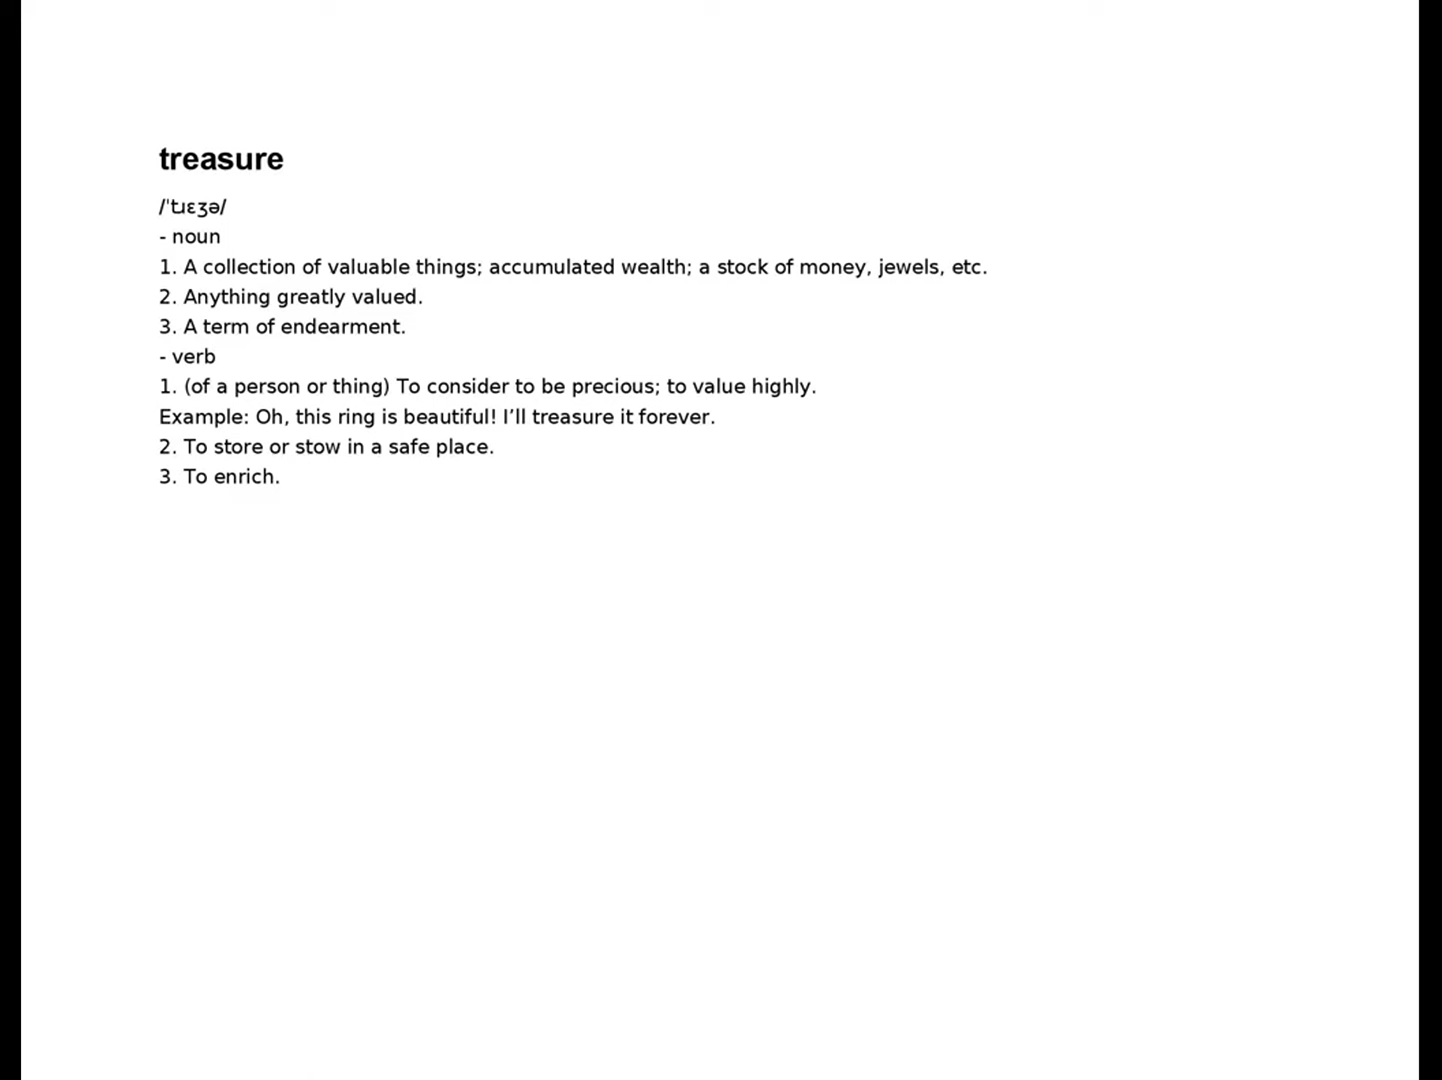 treasure
/ˈtɹɛʒə/
- noun
1. A collection of valuable things; accumulated wealth; a stock of money, jewels, etc.
2. Anything greatly valued.
3. A term of endearment.
- verb
1. (of a person or thing) To consider to be precious; to value highly.
Example: Oh, this ring is beautiful! I’ll treasure it forever.
2. To store or stow in a safe place.
3. To enrich.